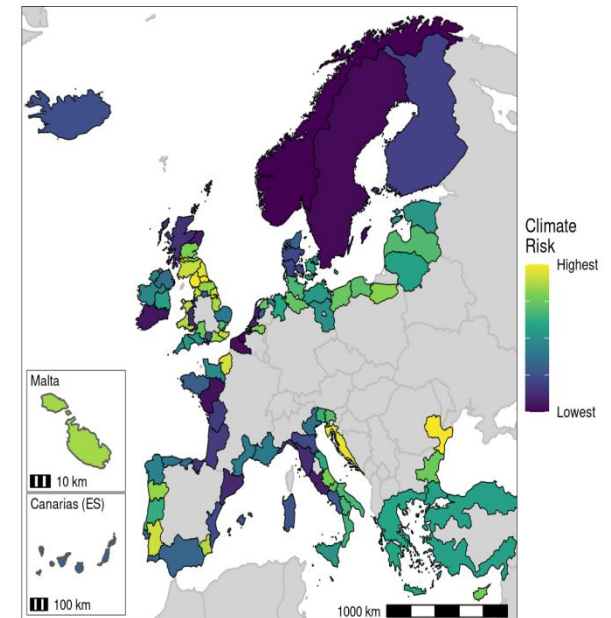 Climate
Risk
Highest
Lowest
Malta
10 km
Canarias (ES)
100 km
1000 km